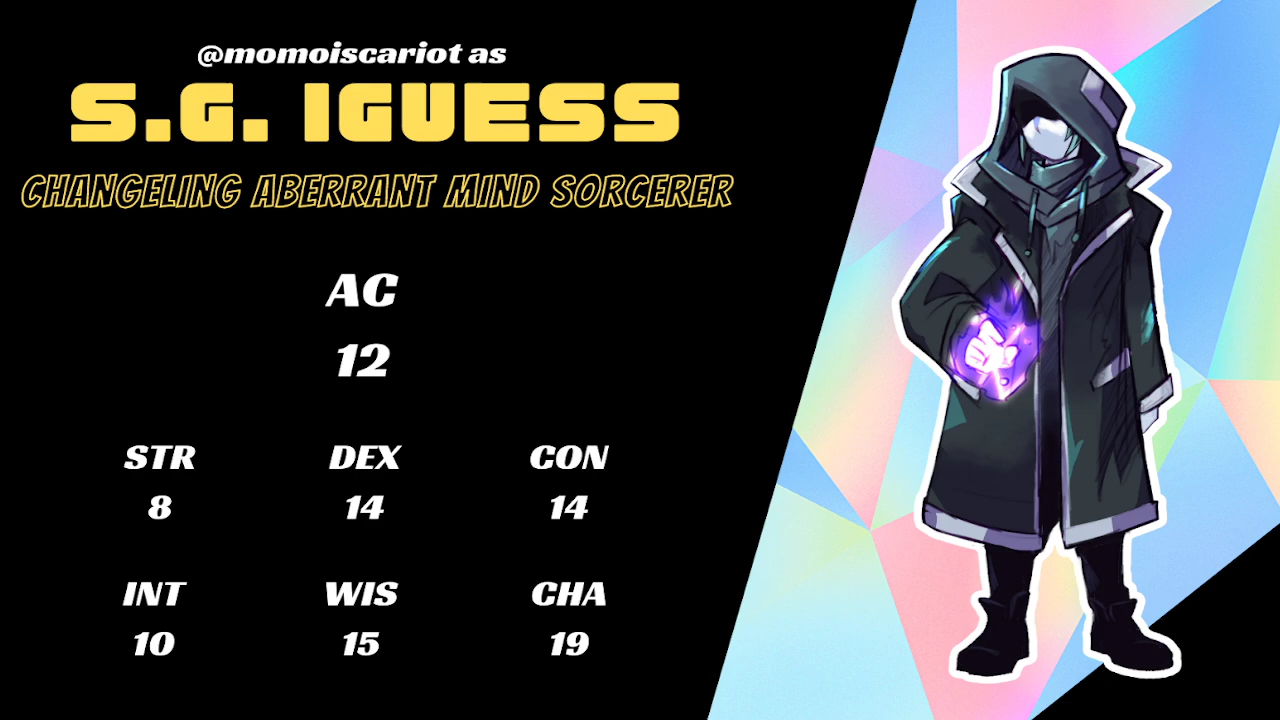 @momoiscariot as
S.G. IGUESS
CHANGELING ABERRANT MIND SORCERER
AC
12
STR DEX CON
8 14 14
INT WIS CHA
10 15 19